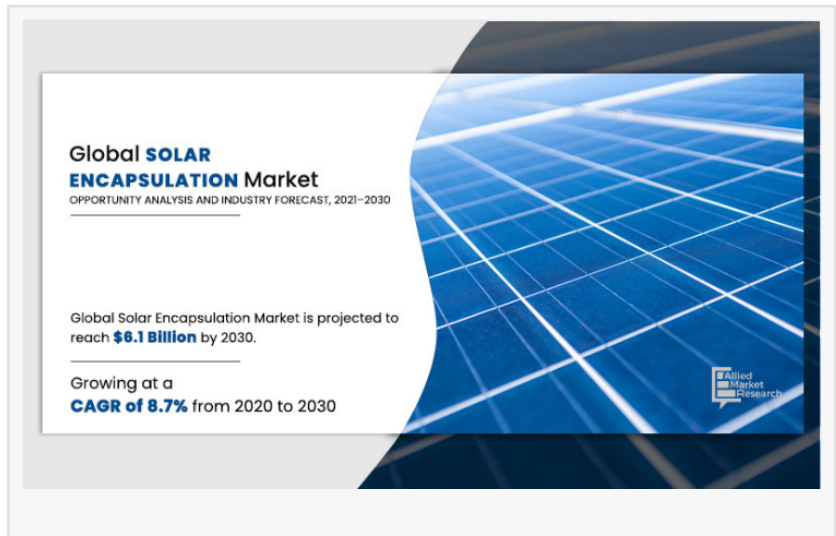 Global SOLAR
ENCAPSULATION Market
OPPORTUNITY ANALYSIS AND INDUSTRY FORECAST, 2021-2030
Global Solar Encapsulation Market is projected to
reach $6.1 Billion by 2030.
Growing at a
CAGR of 8.7% from 2020 to 2030
Allied
Market
Research